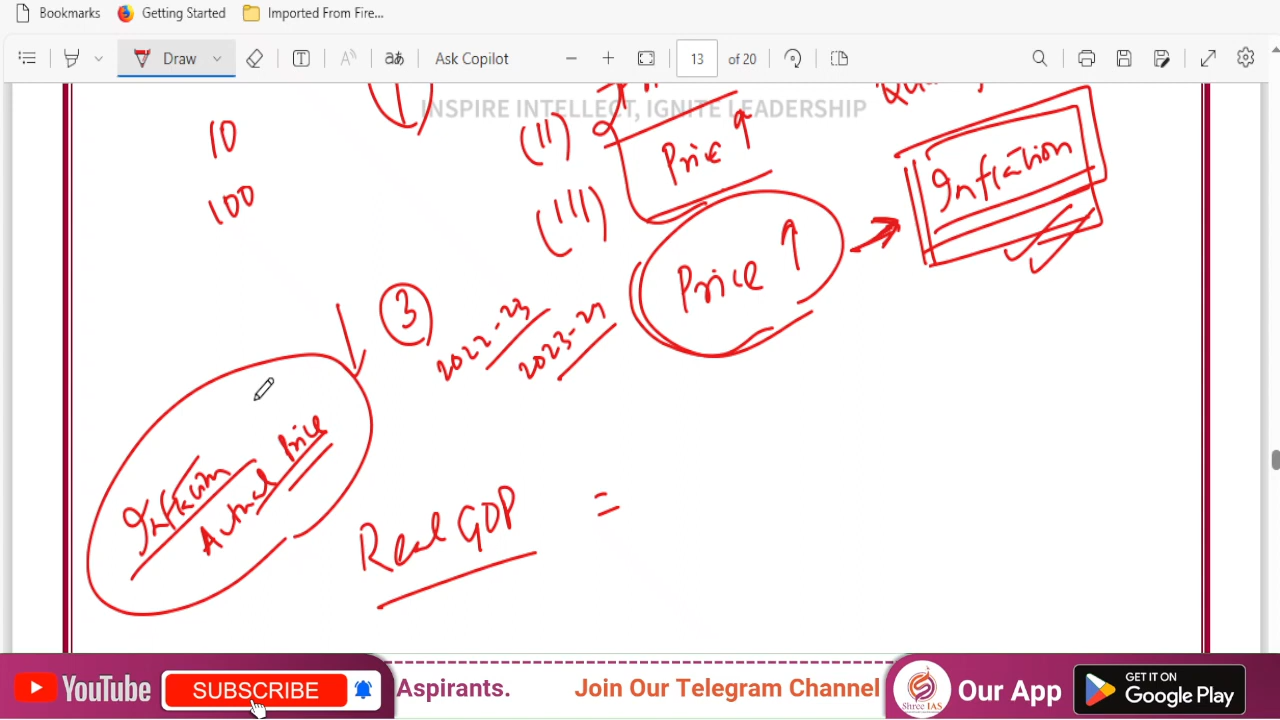 Bookmarks Getting Started Imported From Fire...
Draw Ask Copilot 13 of 20
INSPIRE INTELLECT, IGNITE LEADERSHIP
10 (I) (II) Price ↑ Inflation
100 (III) Price ↑
3 2022-23
2023-24
Inflation
Actual Price
Real GDP =
YouTube SUBSCRIBE Aspirants. Join Our Telegram Channel Shree IAS Our App GET IT ON Google Play